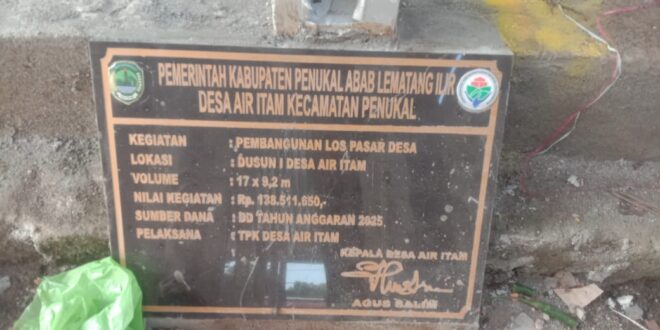 PEMERINTAH KABUPATEN PENUKAL ABAB LEMATANG ILIR
DESA AIR ITAM KECAMATAN PENUKAL
KEGIATAN : PEMBANGUNAN LOS PASAR DESA
LOKASI : DUSUN I DESA AIR ITAM
VOLUME : 17 x 9,2 m
NILAI KEGIATAN : Rp. 138.511.650,-
SUMBER DANA : BD TAHUN ANGGARAN 2025
PELAKSANA : TPK DESA AIR ITAM
KEPALA DESA AIR ITAM
AGUS SALIM